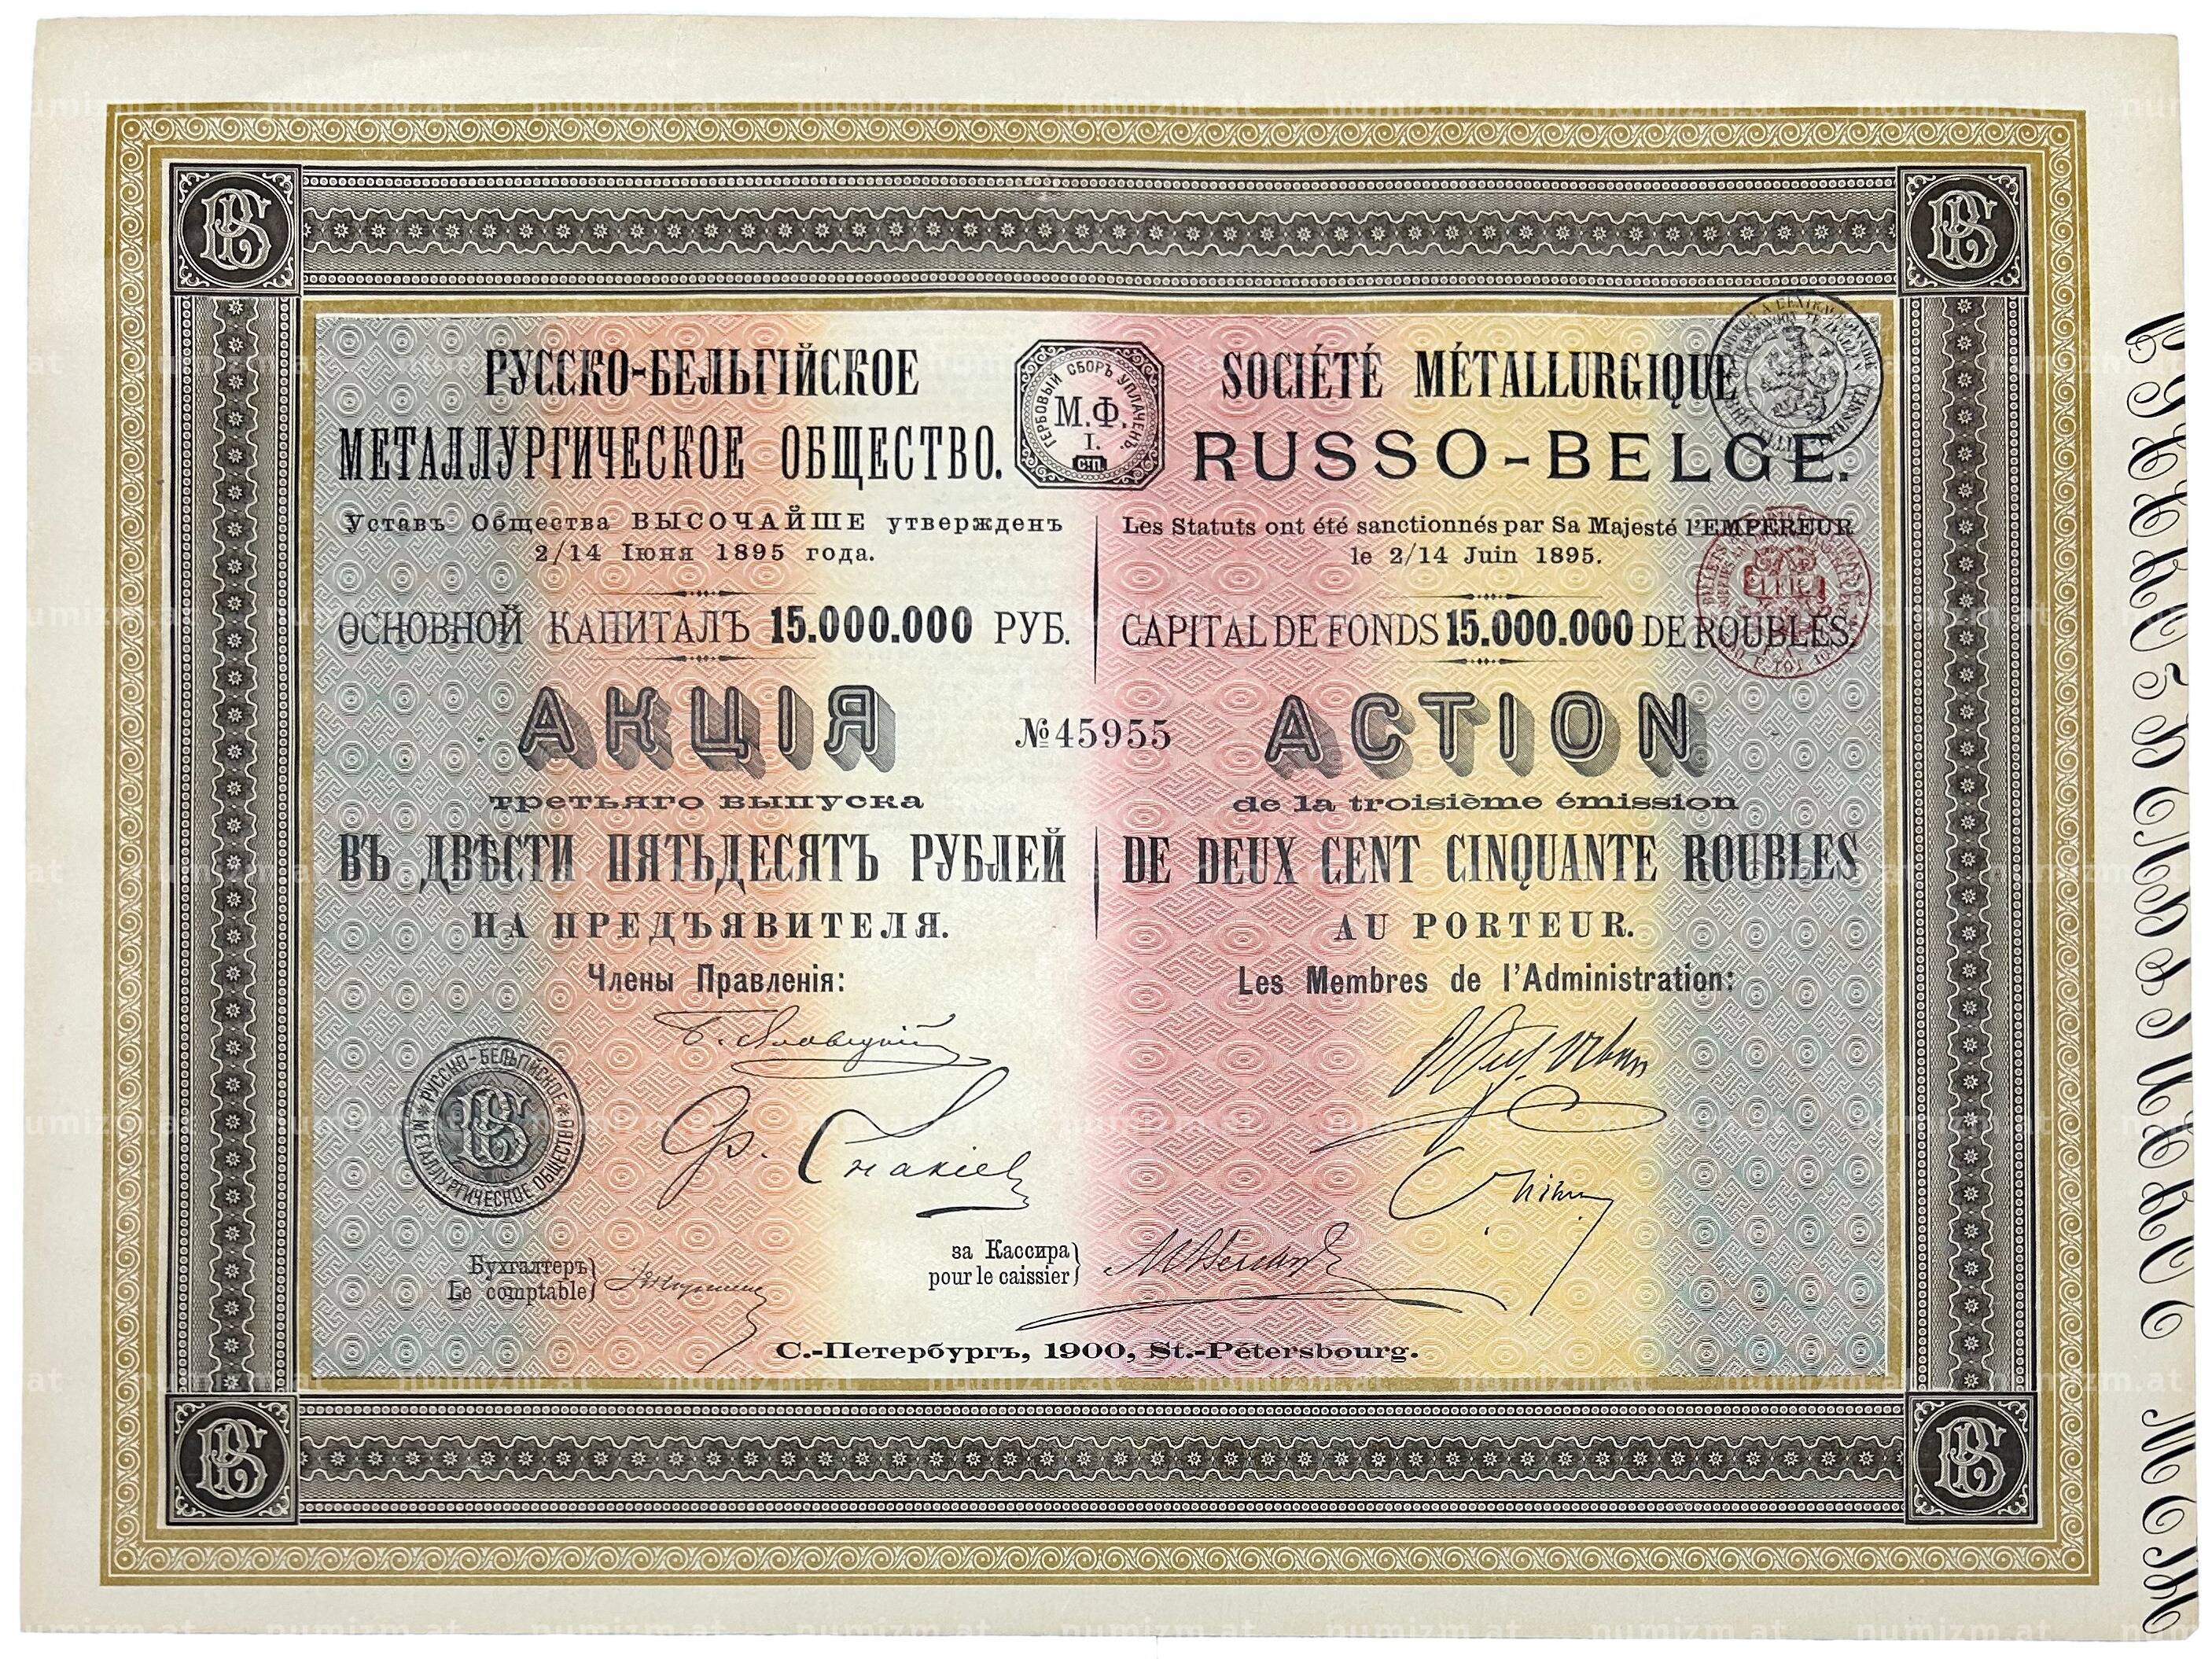 РУССКО-БЕЛЬГІЙСКОЕ
МЕТАЛЛУРГИЧЕСКОЕ ОБЩЕСТВО.
Уставъ Общества ВЫСОЧАЙШЕ утвержденъ
2/14 Іюня 1895 года.
ОСНОВНОЙ КАПИТАЛЪ 15.000.000 РУБ.
АКЦІЯ
третьяго выпуска
ВЪ ДВѢСТИ ПЯТЬДЕСЯТЪ РУБЛЕЙ
НА ПРЕДЪЯВИТЕЛЯ.
Члены Правленія:
ГЕРБОВЫЙ СБОРЪ УПЛАЧЕНЪ.
М.Ф.
I.
СП.
№45955
SOCIÉTÉ MÉTALLURGIQUE
RUSSO-BELGE.
Les Statuts ont été sanctionnés par Sa Majesté l'EMPEREUR
le 2/14 Juin 1895.
CAPITAL DE FONDS 15.000.000 DE ROUBLES.
ACTION
de la troisième émission
DE DEUX CENT CINQUANTE ROUBLES
AU PORTEUR.
Les Membres de l'Administration:
РУССКО-БЕЛЬГІЙСКОЕ
МЕТАЛЛУРГИЧЕСКОЕ ОБЩЕСТВО
Гр.
Бухгалтеръ
Le comptable
за Кассира
pour le caissier
С.-Петербургъ, 1900, St.-Pétersbourg.
numizm.at